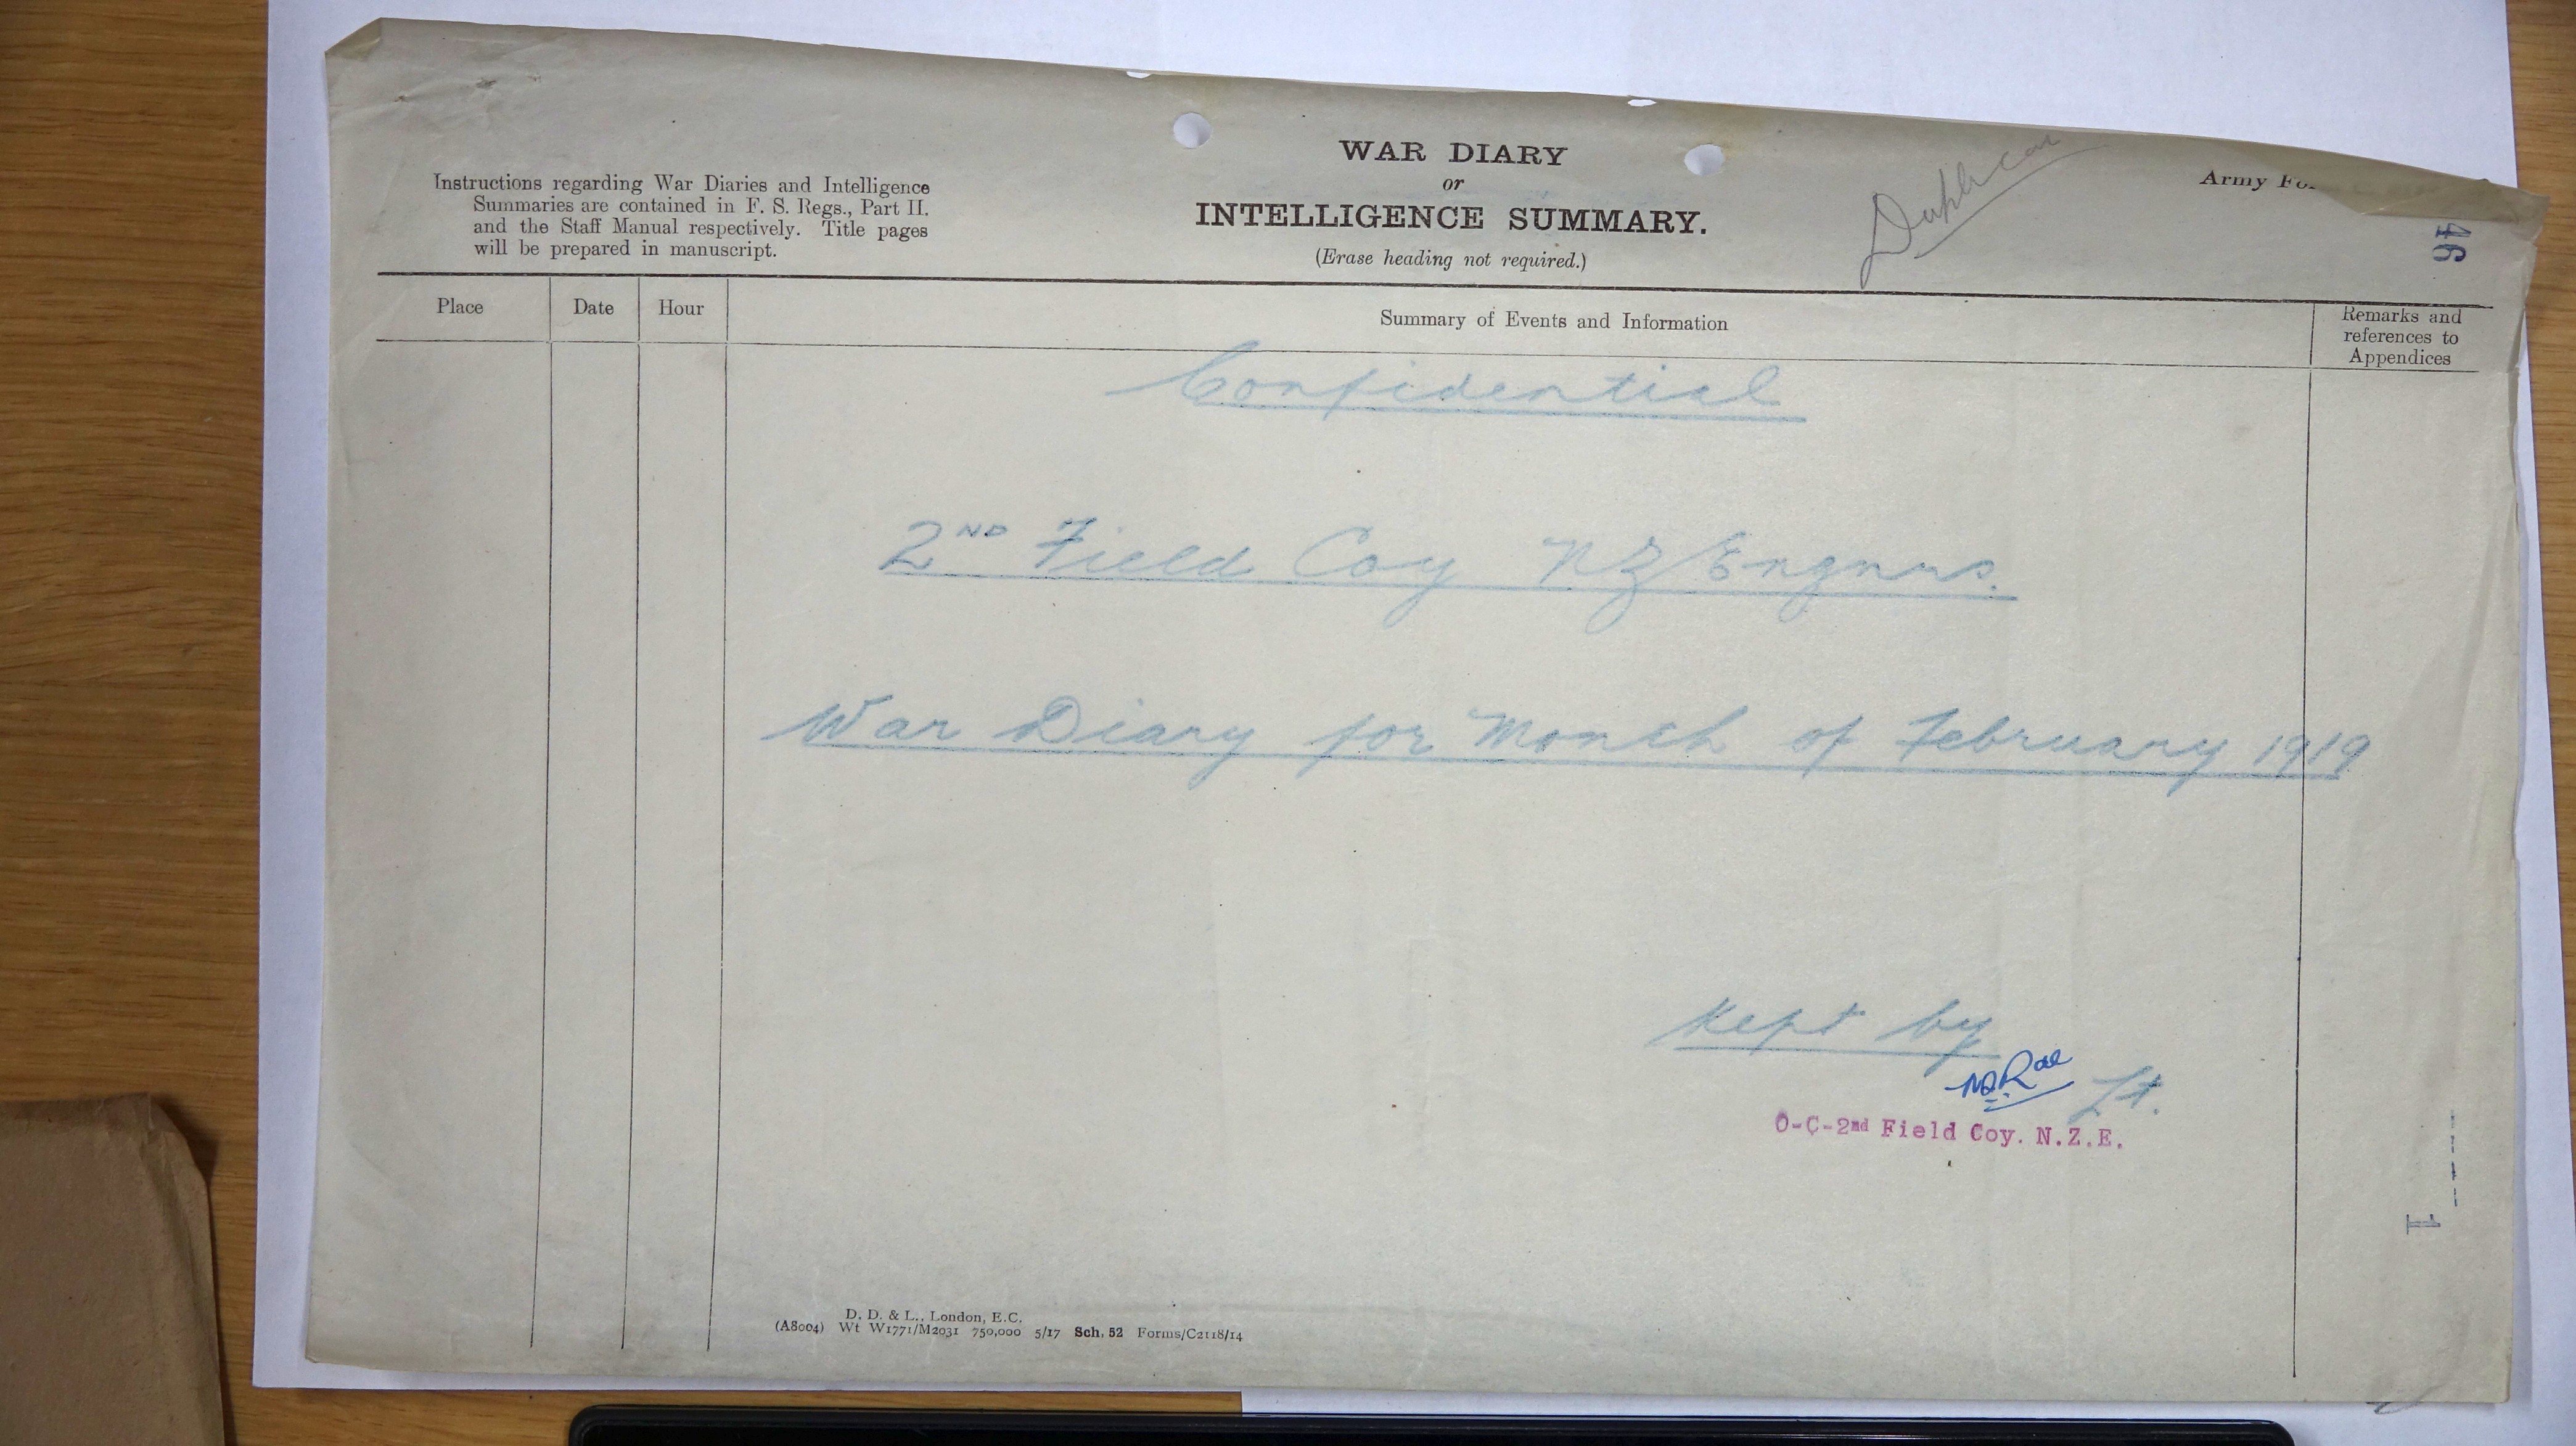 WAR DIARY
or
INTELLIGENCE SUMMARY.
(Erase heading not required.)
Instructions regarding War Diaries and Intelligence
Summaries are contained in F. S. Regs., Part II.
and the Staff Manual respectively. Title pages
will be prepared in manuscript.
Army
46
Place
Date
Hour
Summary of Events and Information
Remarks and
references to
Appendices
Confidential
2ND Field Coy NZ Engnrs.
War Diary for Month of February 1919
Kept by
Rae Lt.
O-C-2nd Field Coy. N.Z.E.
1
D. D. & L., London, E.C.
(A8004) Wt W1771/M2031 750,000 5/17 Sch. 52 Forms/C2118/14